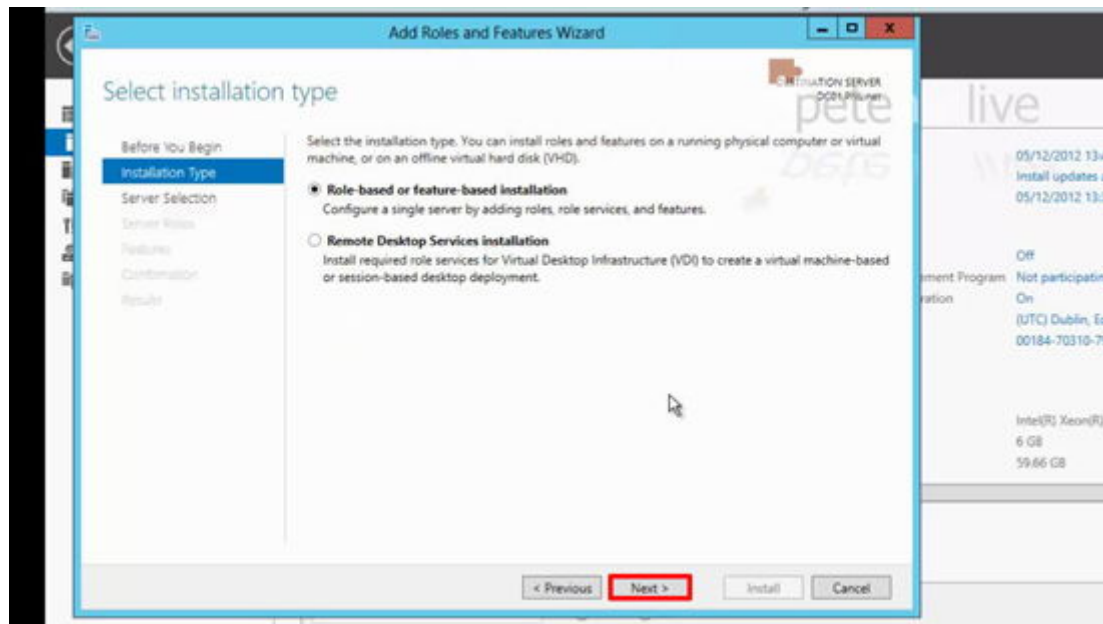 Add Roles and Features Wizard
Select installation type
DESTINATION SERVER
pete
live
Before You Begin
Installation Type
Server Selection
Server Roles
Features
Confirmation
Results
Select the installation type. You can install roles and features on a running physical computer or virtual
machine, or on an offline virtual hard disk (VHD).
Role-based or feature-based installation
Configure a single server by adding roles, role services, and features.
Remote Desktop Services installation
Install required role services for Virtual Desktop Infrastructure (VDI) to create a virtual machine-based
or session-based desktop deployment.
< Previous
Next >
Install
Cancel
05/12/2012 13:
Install updates
05/12/2012 13:
Off
ement Program
Not participatin
ration
On
(UTC) Dublin, E
00184-70310-7
Intel(R) Xeon(R)
6 GB
59.66 GB